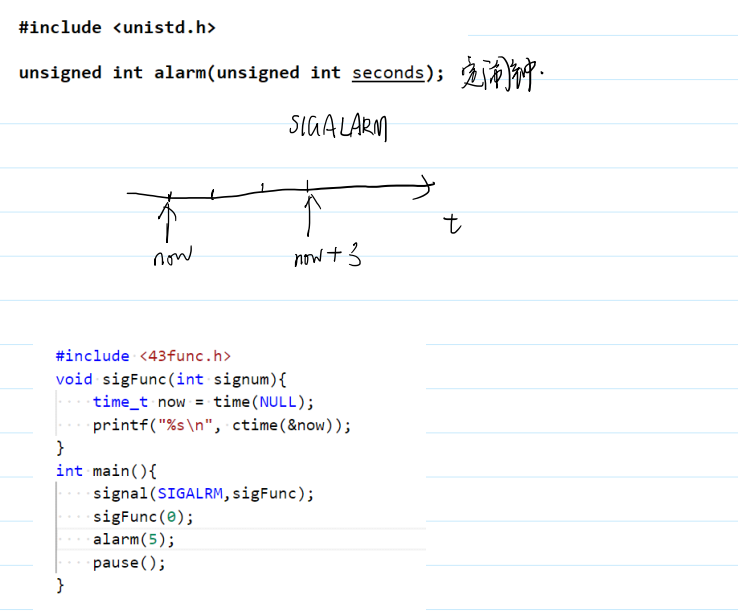 #include <unistd.h>
unsigned int alarm(unsigned int seconds); 定闹钟.
SIGALARM
t
now
now+3
#include <43func.h>
void sigFunc(int signum){
    time_t now = time(NULL);
    printf("%s\n", ctime(&now));
}
int main(){
    signal(SIGALRM,sigFunc);
    sigFunc(0);
    alarm(5);
    pause();
}